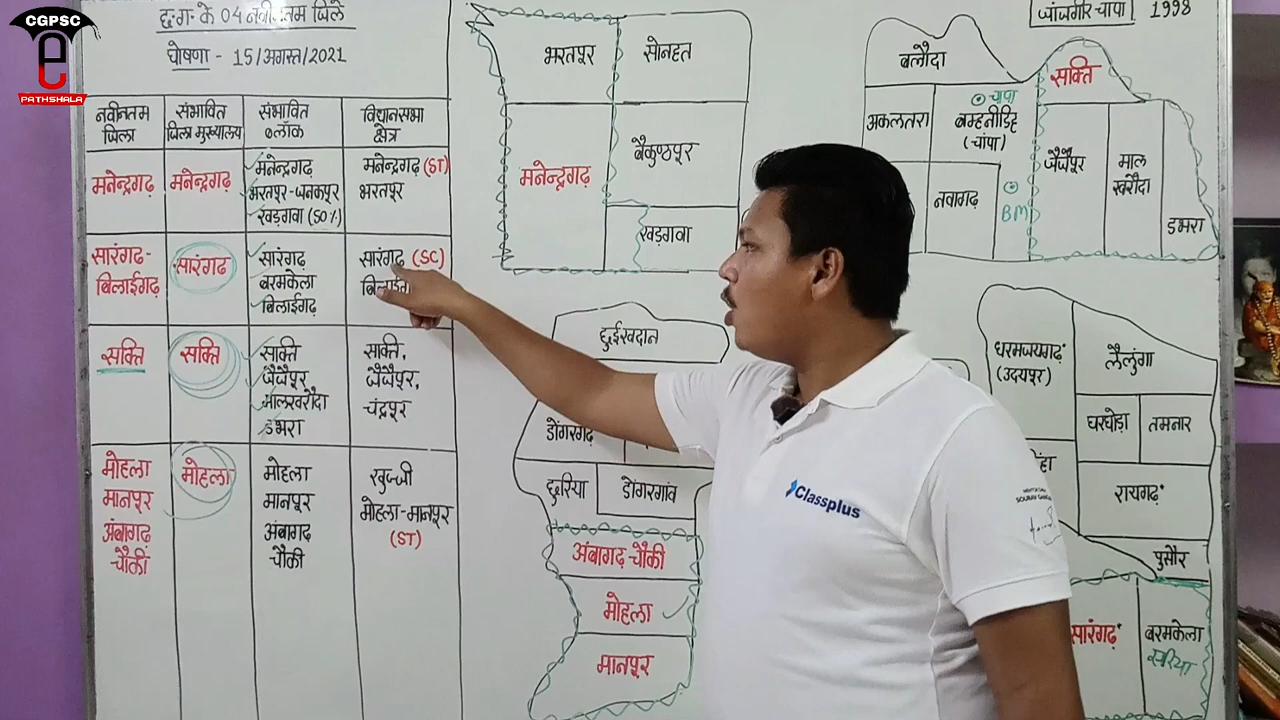 CGPSC
e
PATHSHALA
छ.ग. के 04 नवीनतम जिले
घोषणा - 15/अगस्त/2021
नवीनतम जिला
संभावित जिला मुख्यालय
संभावित ब्लॉक
विधानसभा क्षेत्र
मनेन्द्रगढ़
मनेन्द्रगढ़
मनेन्द्रगढ़
भरतपुर-जनकपुर
खड़गवा (50%)
मनेन्द्रगढ़ (ST)
भरतपूर
सारंगढ़-
बिलाईगढ़
सारंगढ़
सारंगढ़
बरमकेला
बिलाईगढ़
सारंगढ़ (SC)
सक्ति
सक्ति
साक्ति
जैजैपूर
मालखरौदा
डभरा
साक्ति,
जैजैपूर,
चंद्रपूर
मोहला
मानपूर
अंबागढ़
चौकी
मोहला
मोहला
मानपूर
अंबागढ़
चौकी
खुज्जी
मोहला-मानपूर
(ST)
भरतपूर
सोनहत
मनेन्द्रगढ़
बैकुण्ठपूर
खड़गवा
जांजगीर चांपा 1998
बलौदा
सक्ति
अकलतरा
चांपा
बम्हनीडिह
(चांपा)
नवागढ़
BM
जैजैपूर
माल
खरौदा
डभरा
छुईखदान
डोंगरगढ़
छुरिया
डोंगरगांव
अंबागढ़ चौकी
मोहला
मानपूर
धरमजयगढ़
(उदयपूर)
लैलुंगा
घरघोड़ा
तमनार
रायगढ़
पुसौर
सारंगढ़
बरमकेला
सरिया
Classplus